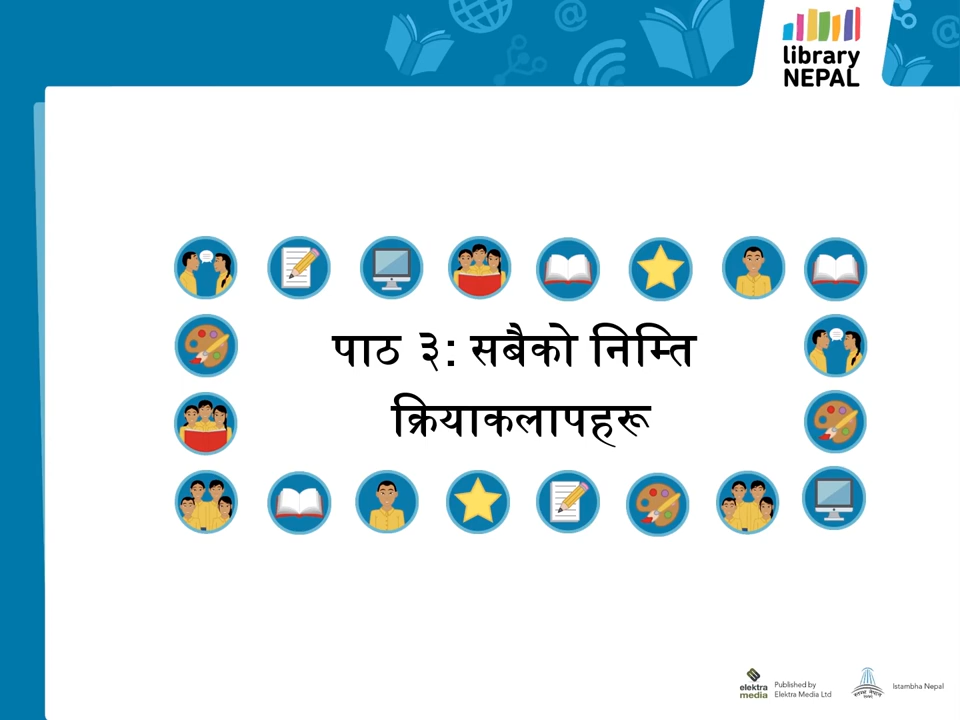 library
NEPAL
पाठ ३: सबैको निम्ति
क्रियाकलापहरू
elektra
media
Published by
Elektra Media Ltd
Istambha Nepal